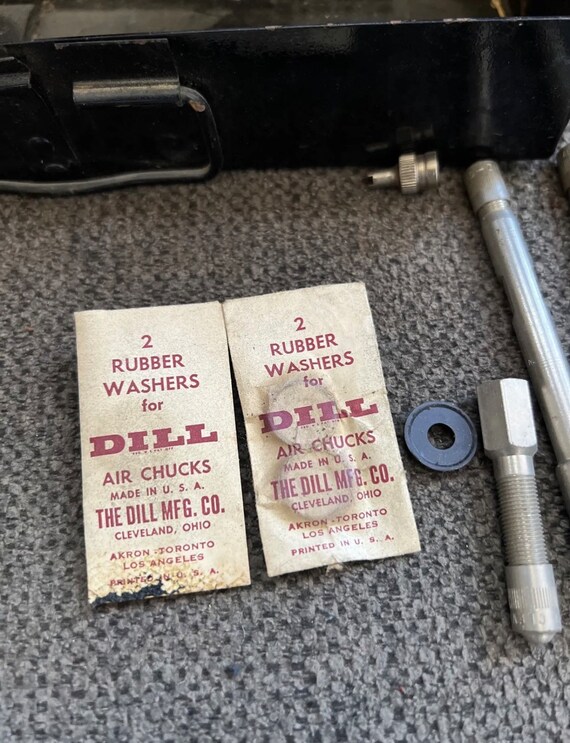 2
RUBBER
WASHERS
for
DILL
AIR CHUCKS
MADE IN U. S. A.
THE DILL MFG. CO.
CLEVELAND, OHIO
AKRON - TORONTO
LOS ANGELES
PRINTED IN U. S. A.
2
RUBBER
WASHERS
for
DILL
AIR CHUCKS
MADE IN U. S. A.
THE DILL MFG. CO.
CLEVELAND, OHIO
AKRON - TORONTO
LOS ANGELES
PRINTED IN U. S. A.